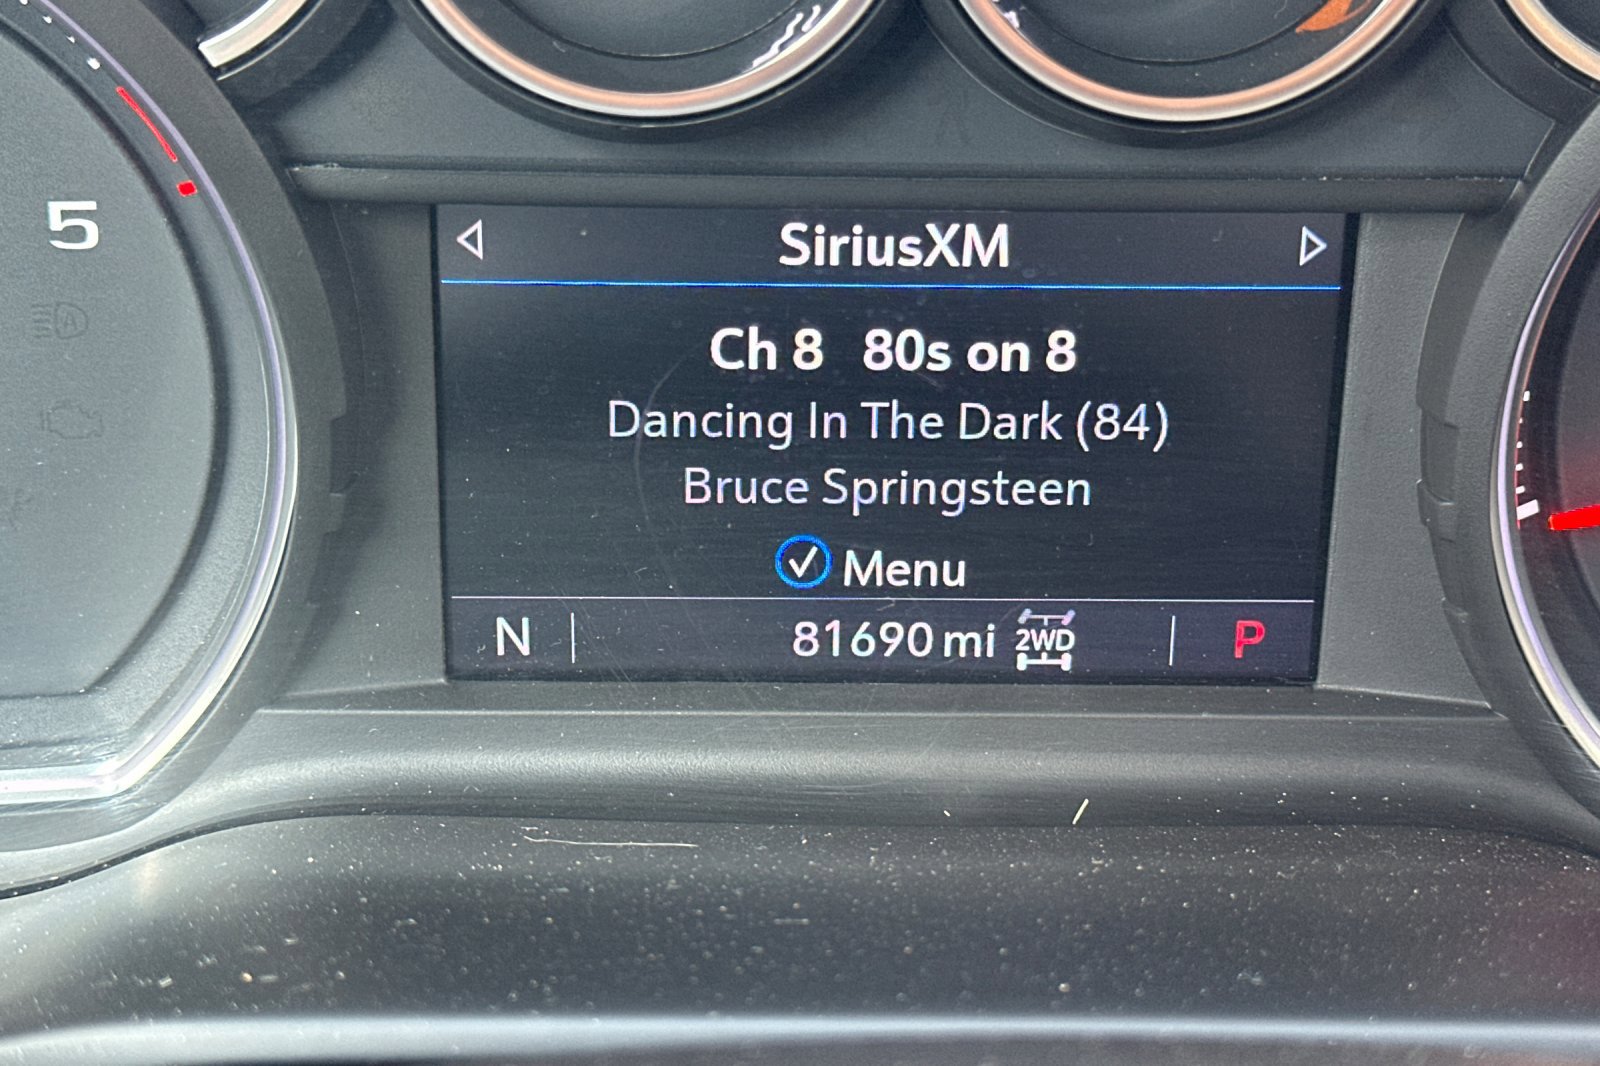 5
SiriusXM
Ch 8 80s on 8
Dancing In The Dark (84)
Bruce Springsteen
Menu
N 81690 mi 2WD P